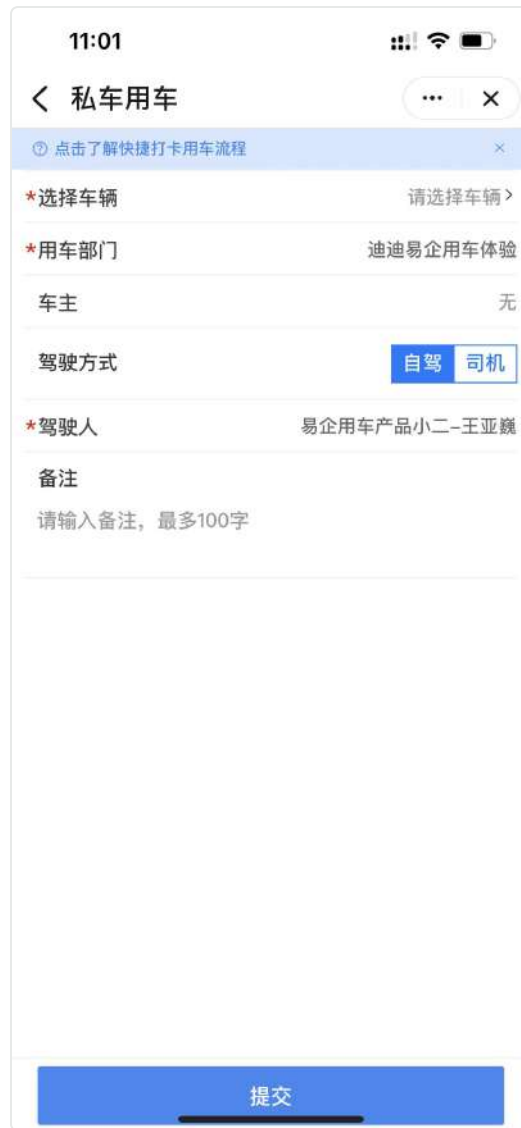 11:01
私车用车
点击了解快捷打卡用车流程
*选择车辆 请选择车辆
*用车部门 迪迪易企用车体验
车主 无
驾驶方式 自驾 司机
*驾驶人 易企用车产品小二-王亚巍
备注
请输入备注，最多100字
提交